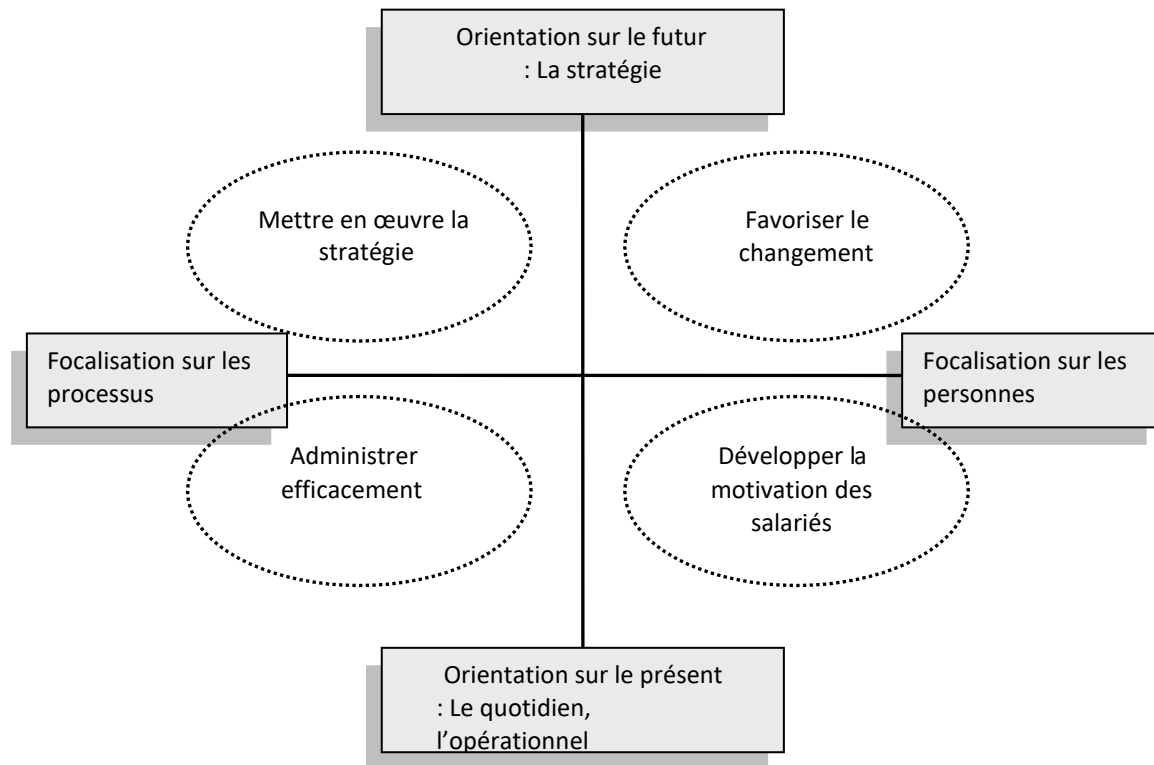 Orientation sur le futur
: La stratégie
Mettre en œuvre la
stratégie
Favoriser le
changement
Focalisation sur les
processus
Focalisation sur les
personnes
Administrer
efficacement
Développer la
motivation des
salariés
Orientation sur le présent
: Le quotidien,
l’opérationnel